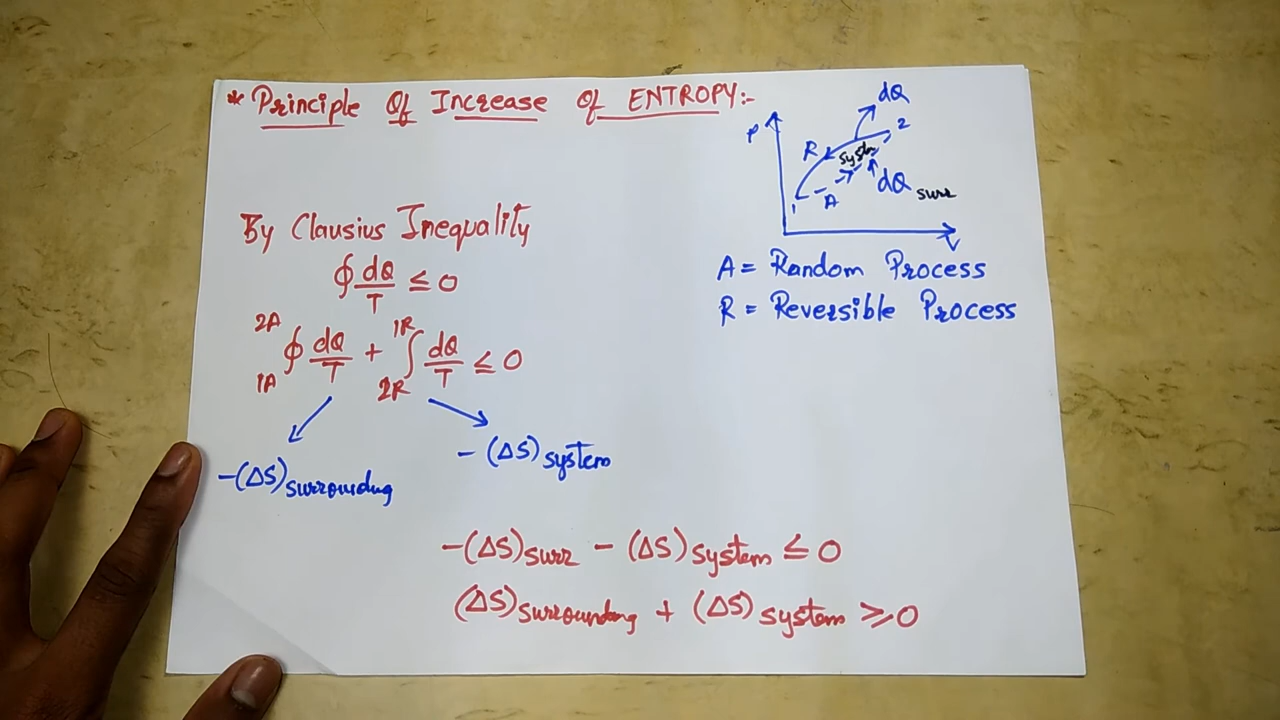 * Principle Of Increase Of ENTROPY:-
P
dQ
2
R
systm
dQ surr
1
A
V
A = Random Process
R = Reversible Process
By Clausius Inequality
∮ dQ/T ≤ 0
2A 1A ∮ dQ/T + 1R 2R ∫ dQ/T ≤ 0
-(ΔS)surrounding
-(ΔS)system
-(ΔS)surr - (ΔS)system ≤ 0
(ΔS)surrounding + (ΔS)system ≥ 0